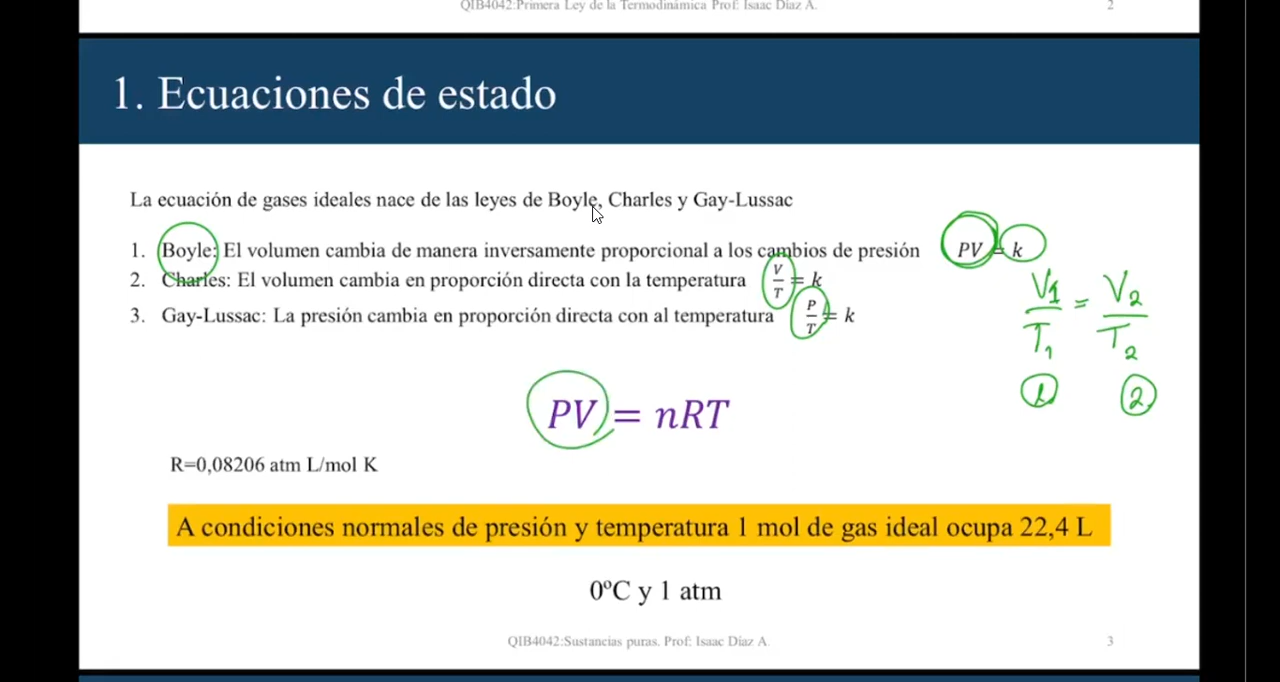 QIB4042:Primera Ley de la Termodinámica Prof: Isaac Díaz A. 2
1. Ecuaciones de estado
La ecuación de gases ideales nace de las leyes de Boyle, Charles y Gay-Lussac
1. Boyle: El volumen cambia de manera inversamente proporcional a los cambios de presión PV = k
2. Charles: El volumen cambia en proporción directa con la temperatura V/T = k
3. Gay-Lussac: La presión cambia en proporción directa con al temperatura P/T = k
V1/T1 = V2/T2
1 2
PV = nRT
R=0,08206 atm L/mol K
A condiciones normales de presión y temperatura 1 mol de gas ideal ocupa 22,4 L
0ºC y 1 atm
QIB4042:Sustancias puras. Prof: Isaac Díaz A. 3